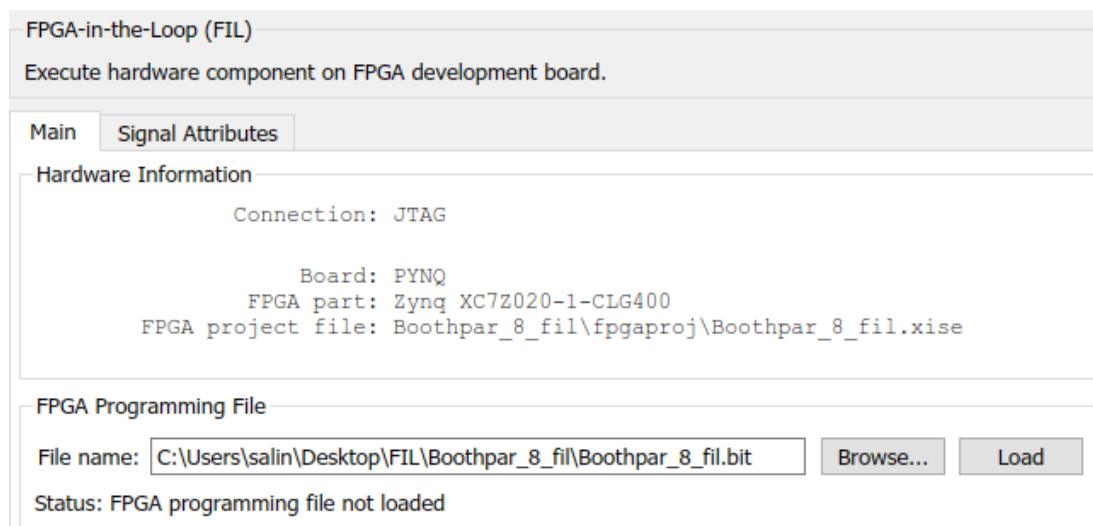 FPGA-in-the-Loop (FIL)
Execute hardware component on FPGA development board.
Main Signal Attributes
Hardware Information
Connection: JTAG
Board: PYNQ
FPGA part: Zynq XC7Z020-1-CLG400
FPGA project file: Boothpar_8_fil\fpgaproj\Boothpar_8_fil.xise
FPGA Programming File
File name: C:\Users\salin\Desktop\FIL\Boothpar_8_fil\Boothpar_8_fil.bit Browse... Load
Status: FPGA programming file not loaded